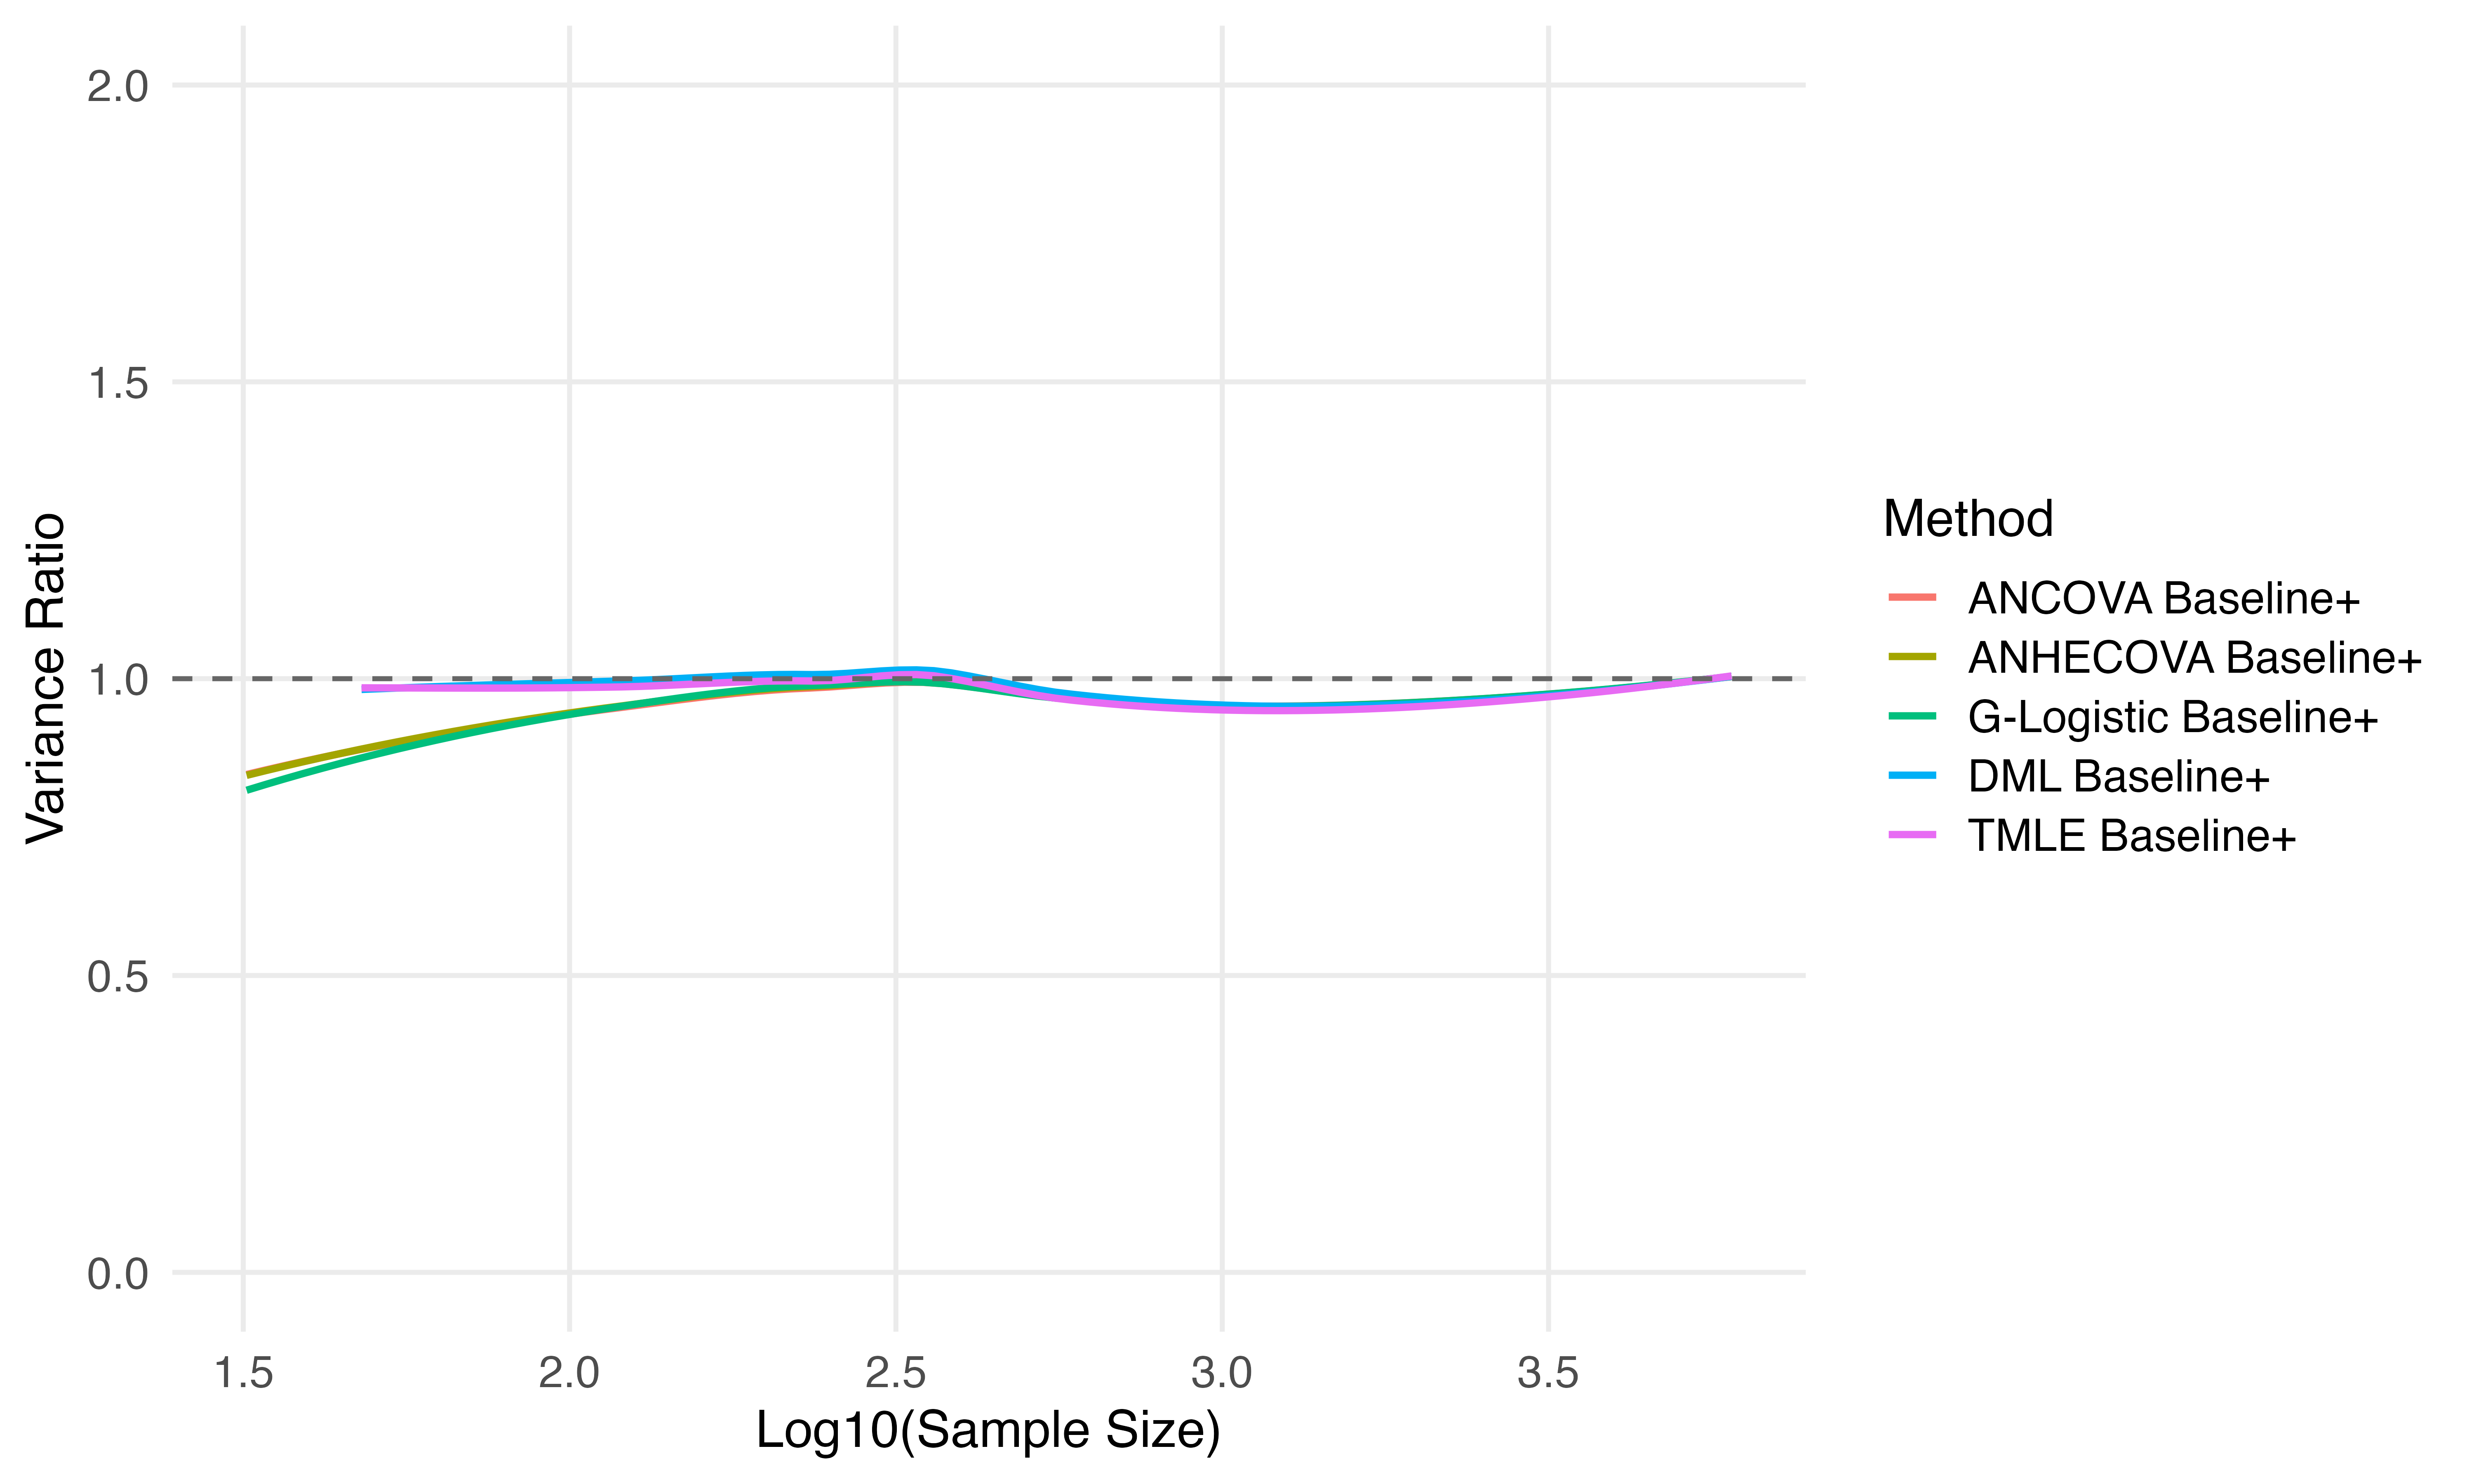 2.0
1.5
1.0
0.5
0.0
Variance Ratio
1.5 2.0 2.5 3.0 3.5
Log10(Sample Size)
Method
ANCOVA Baseline+
ANHECOVA Baseline+
G-Logistic Baseline+
DML Baseline+
TMLE Baseline+